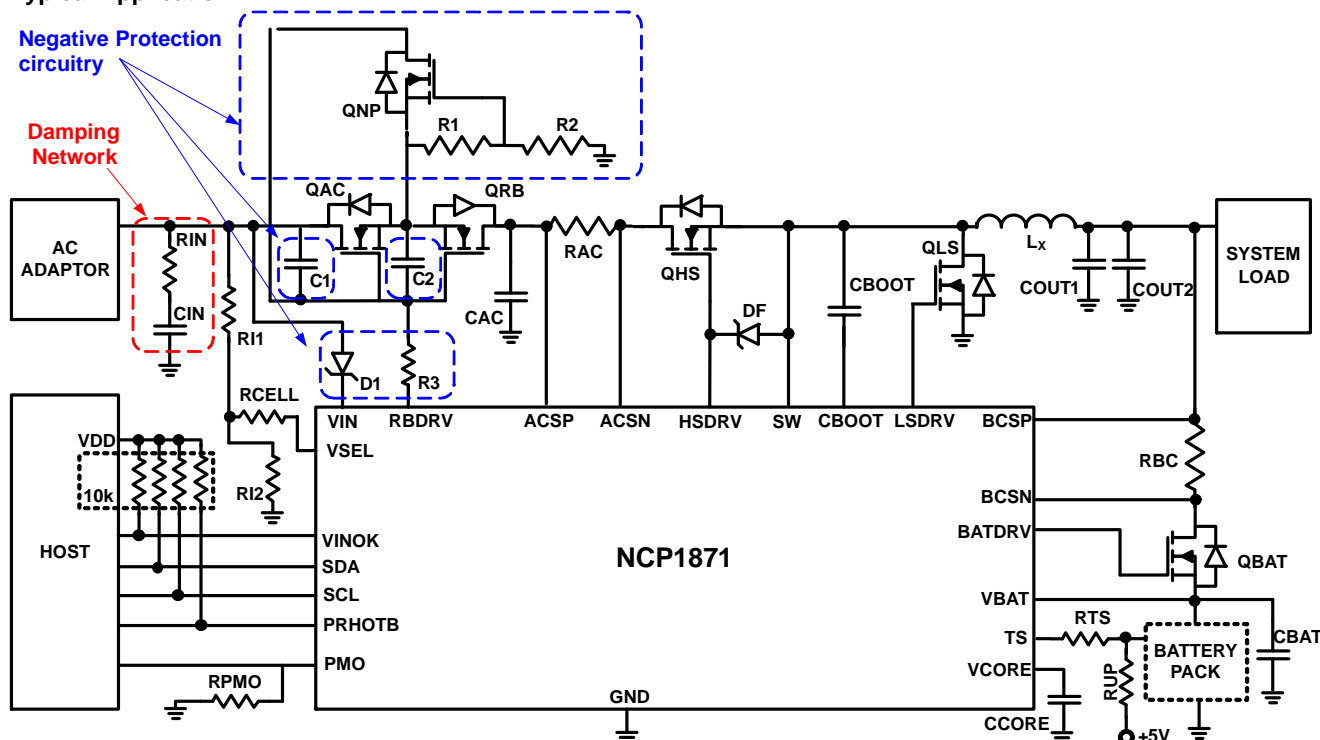 Negative Protection
circuitry
QNP
R1
R2
Damping
Network
QAC
QRB
AC
ADAPTOR
RIN
CIN
RI1
C1
C2
CAC
RAC
QHS
DF
CBOOT
QLS
LX
COUT1
COUT2
SYSTEM
LOAD
D1
R3
RCELL
RI2
VIN
RBDRV
ACSP
ACSN
HSDRV
SW
CBOOT
LSDRV
BCSP
VSEL
RBC
BCSN
BATDRV
QBAT
VDD
10k
HOST
VINOK
SDA
SCL
PRHOTB
PMO
RPMO
NCP1871
GND
VBAT
TS
VCORE
RTS
RUP
BATTERY
PACK
CBAT
CCORE
+5V